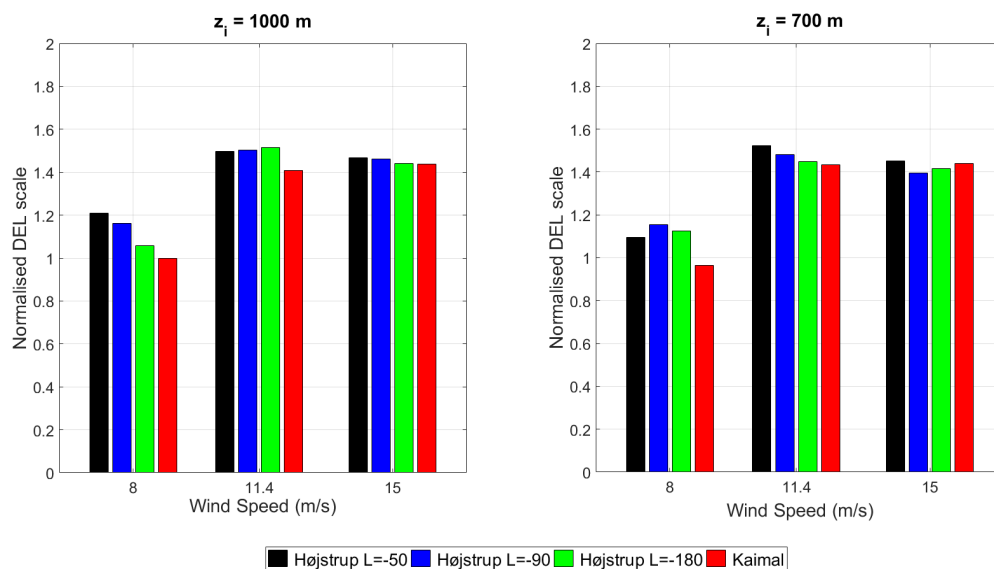 z_i = 1000 m
Normalised DEL scale
2
1.8
1.6
1.4
1.2
1
0.8
0.6
0.4
0.2
0
8 11.4 15
Wind Speed (m/s)
z_i = 700 m
Normalised DEL scale
2
1.8
1.6
1.4
1.2
1
0.8
0.6
0.4
0.2
0
8 11.4 15
Wind Speed (m/s)
Højstrup L=-50 Højstrup L=-90 Højstrup L=-180 Kaimal